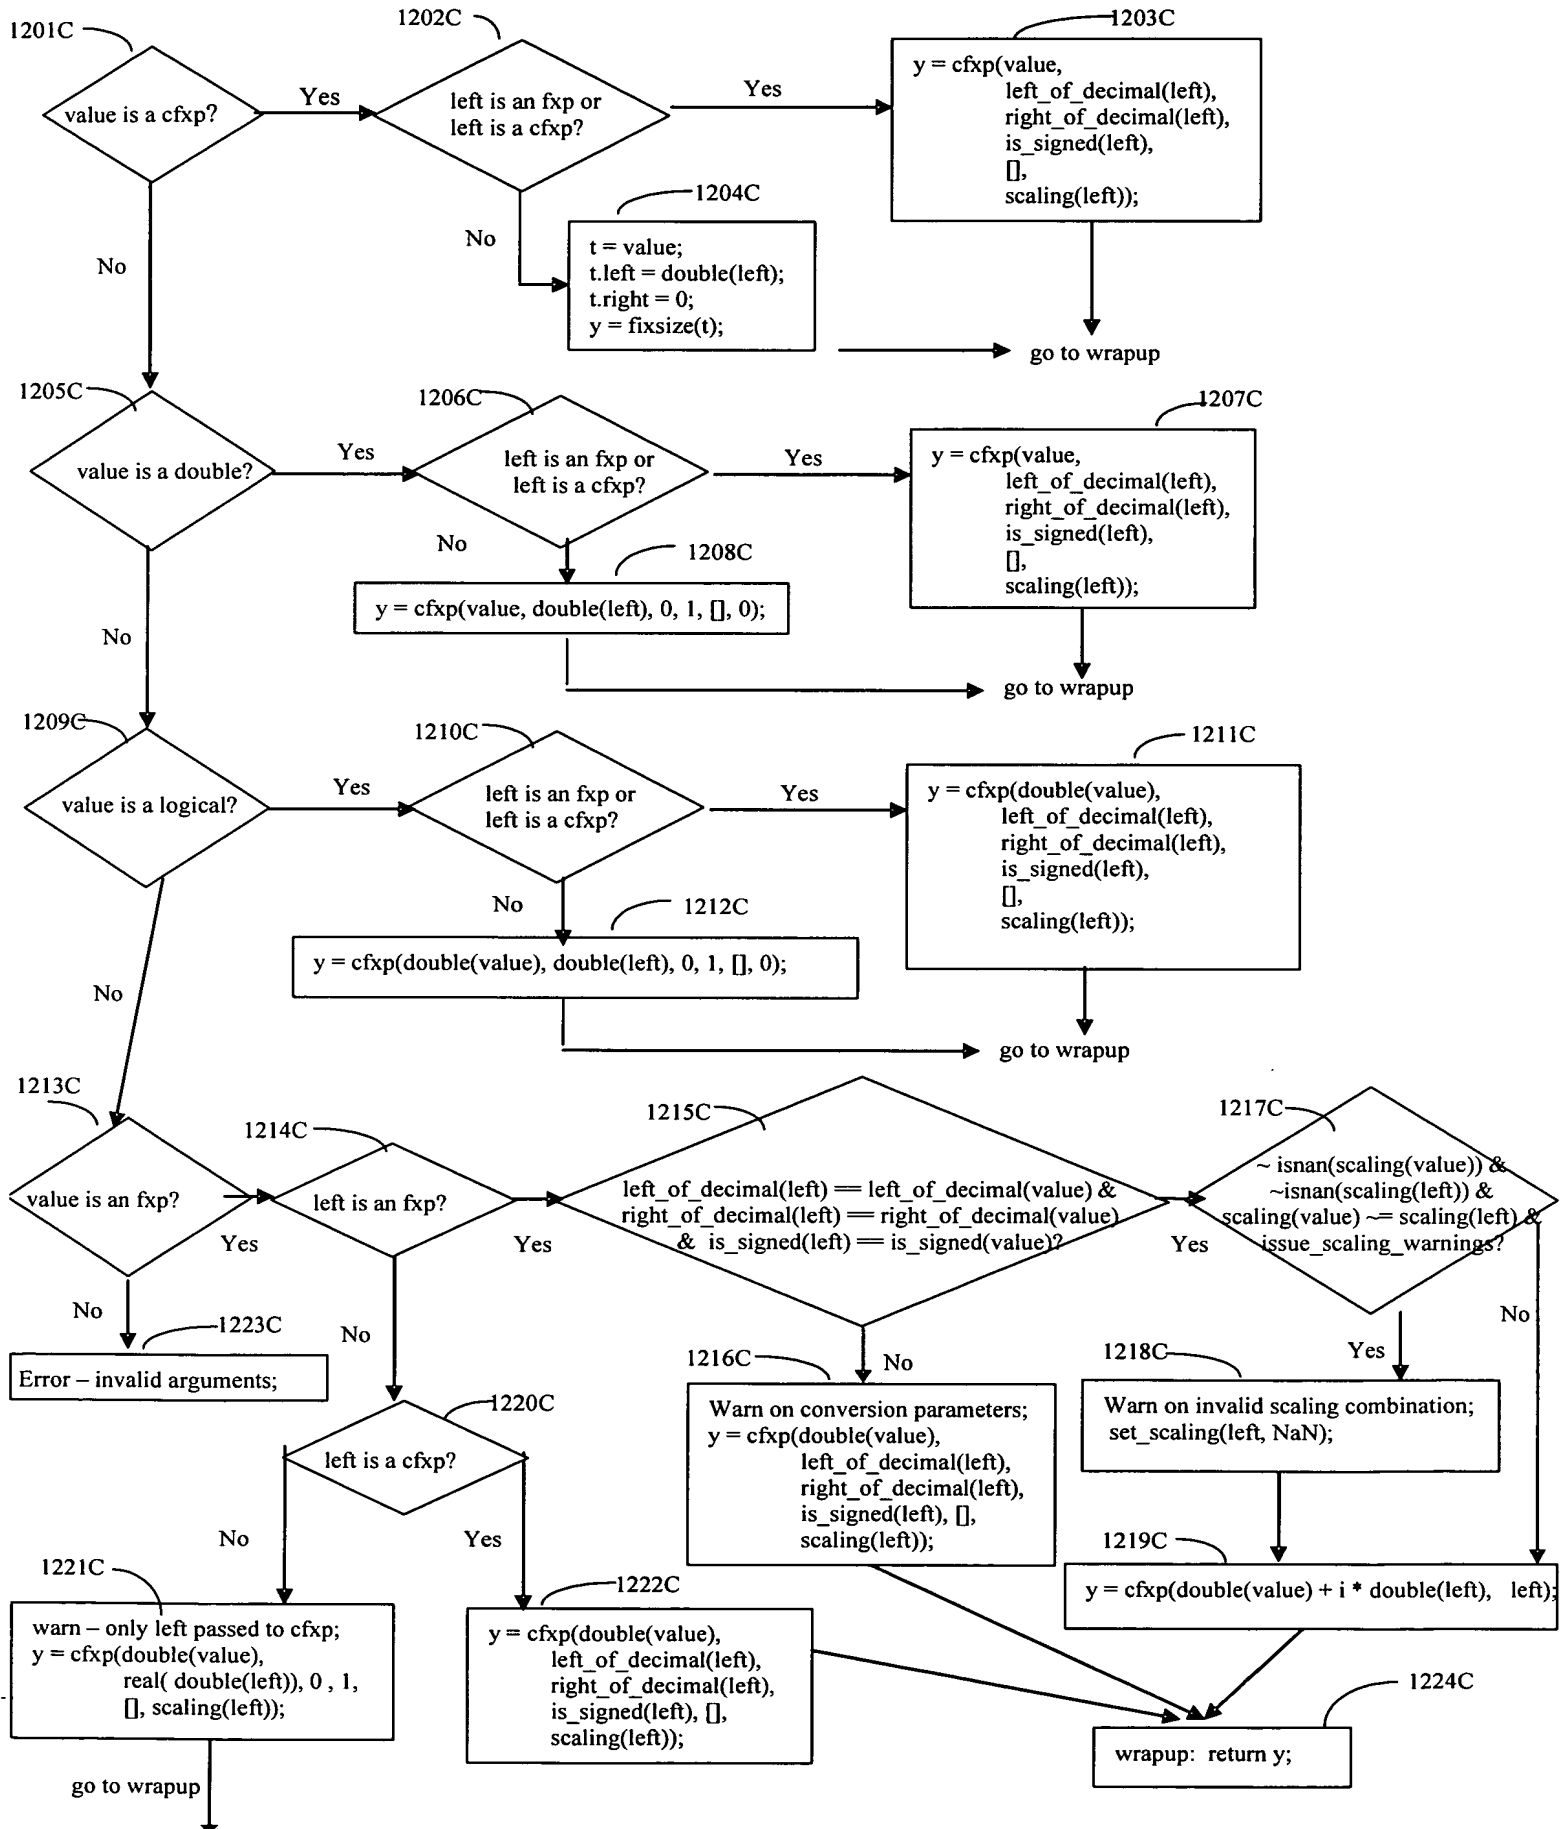 1201C
1202C
1203C
value is a cfxp?
Yes
left is an fxp or
left is a cfxp?
Yes
y = cfxp(value,
left_of_decimal(left),
right_of_decimal(left),
is_signed(left),
[],
scaling(left));
No
No
1204C
t = value;
t.left = double(left);
t.right = 0;
y = fixsize(t);
go to wrapup
1205C
1206C
1207C
value is a double?
Yes
left is an fxp or
left is a cfxp?
Yes
y = cfxp(value,
left_of_decimal(left),
right_of_decimal(left),
is_signed(left),
[],
scaling(left));
No
No
1208C
y = cfxp(value, double(left), 0, 1, [], 0);
go to wrapup
1209C
1210C
1211C
value is a logical?
Yes
left is an fxp or
left is a cfxp?
Yes
y = cfxp(double(value),
left_of_decimal(left),
right_of_decimal(left),
is_signed(left),
[],
scaling(left));
No
No
1212C
y = cfxp(double(value), double(left), 0, 1, [], 0);
go to wrapup
1213C
1214C
1215C
1217C
value is an fxp?
Yes
left is an fxp?
Yes
left_of_decimal(left) == left_of_decimal(value) &
right_of_decimal(left) == right_of_decimal(value)
& is_signed(left) == is_signed(value)?
Yes
~ isnan(scaling(value)) &
~isnan(scaling(left)) &
scaling(value) ~= scaling(left) &
issue_scaling_warnings?
No
No
No
Yes
No
1223C
Error – invalid arguments;
1216C
Warn on conversion parameters;
y = cfxp(double(value),
left_of_decimal(left),
right_of_decimal(left),
is_signed(left), [],
scaling(left));
1218C
Warn on invalid scaling combination;
set_scaling(left, NaN);
1220C
left is a cfxp?
No
Yes
1219C
y = cfxp(double(value) + i * double(left), left);
1221C
warn – only left passed to cfxp;
y = cfxp(double(value),
real( double(left)), 0 , 1,
[], scaling(left));
go to wrapup
1222C
y = cfxp(double(value),
left_of_decimal(left),
right_of_decimal(left),
is_signed(left), [],
scaling(left));
1224C
wrapup: return y;